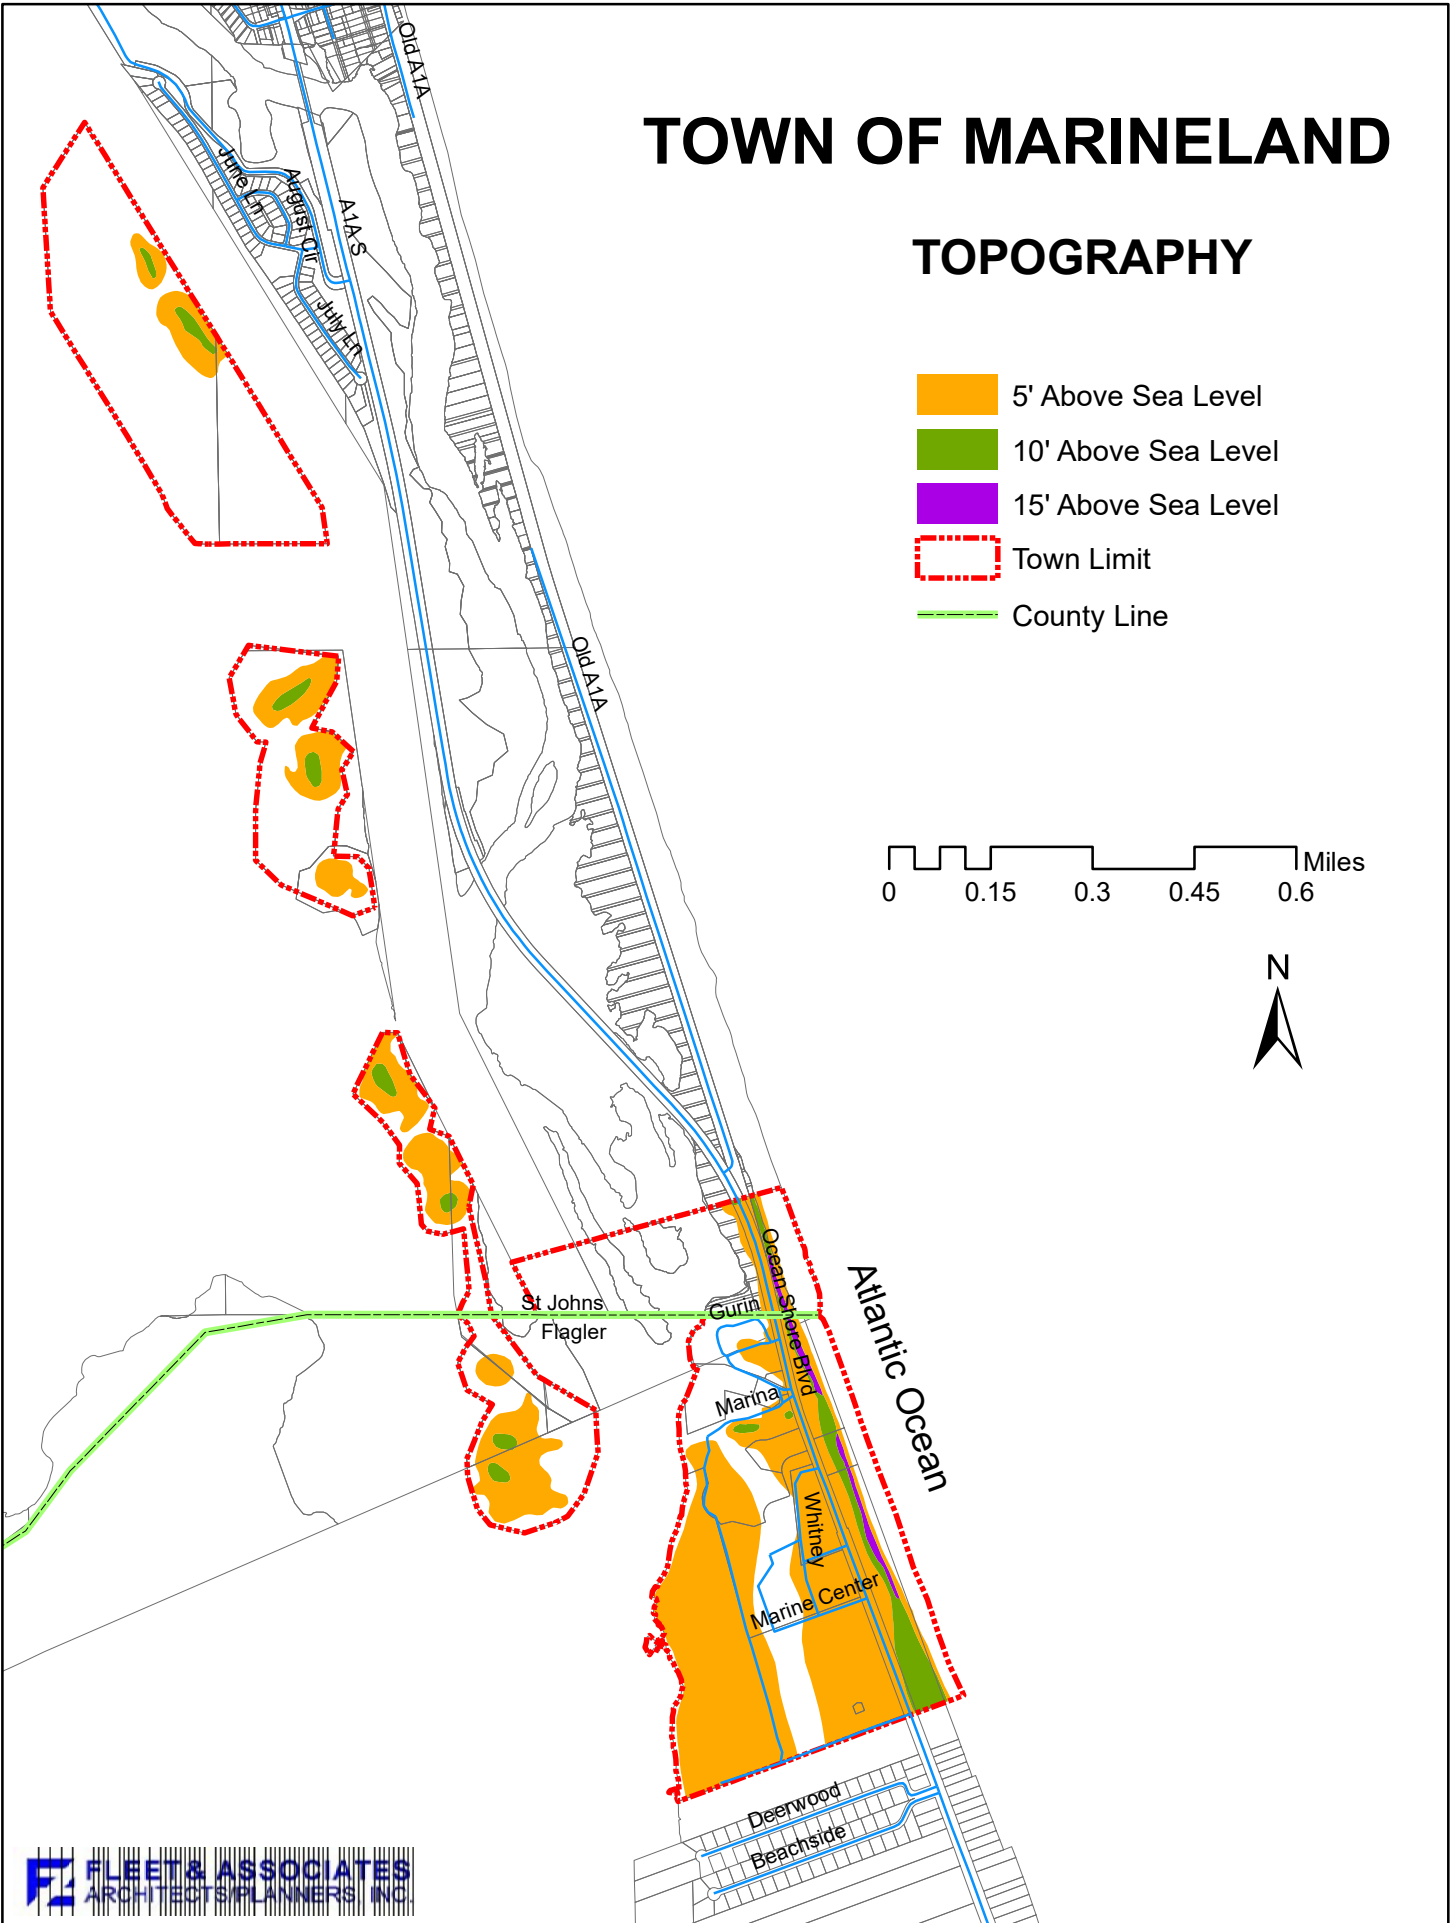 TOWN OF MARINELAND
TOPOGRAPHY
5' Above Sea Level
10' Above Sea Level
15' Above Sea Level
Town Limit
County Line
Miles
0 0.15 0.3 0.45 0.6
N
Old A1A
June Ln
August Cir
A1A S
July Ln
Old A1A
Ocean Shore Blvd
St Johns
Flagler
Gurin
Atlantic Ocean
Marina
Whitney
Marine Center
Deerwood
Beachside
FLEET & ASSOCIATES
ARCHITECTS/PLANNERS, INC.